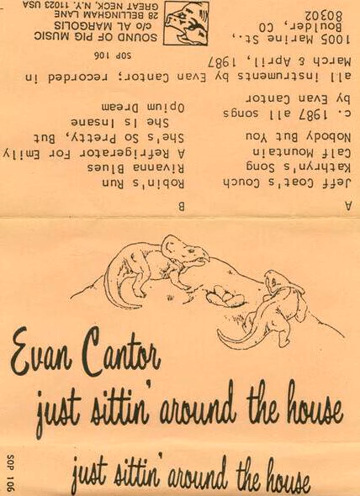 Evan Cantor
just sittin' around the house
just sittin' around the house
SOP 106
A
Jeff Coat's Couch
Kathryn's Song
Calf Mountain
Nobody But You
c. 1987 all songs
by Evan Cantor
B
Robin's Run
Rivanna Blues
A Refrigerator For Emily
She's So Pretty, But
She Is Insane
Opium Dream
all instruments by Evan Cantor; recorded in
March & April, 1987
1005 Marine St.,
Boulder, CO
80302
SOP 106
SOUND OF PIG MUSIC
c/o AL MARGOLIS
28 BELLINGHAM LANE
GREAT NECK, N.Y. 11023 USA